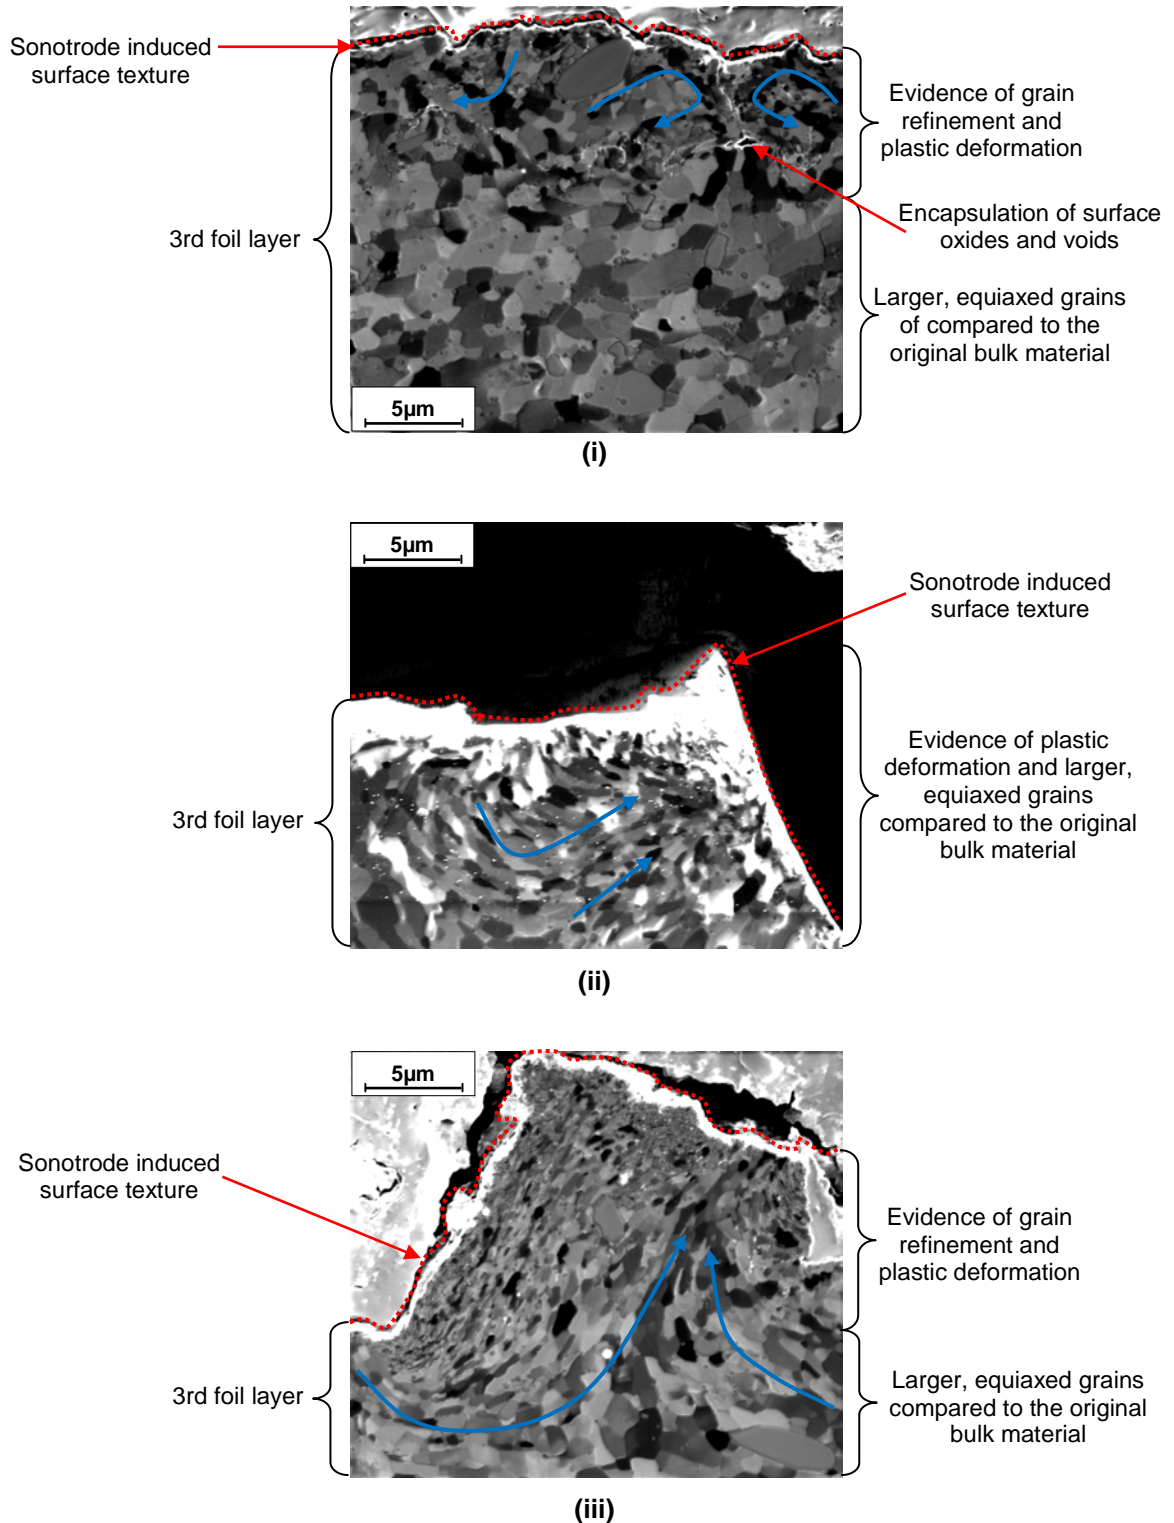 Sonotrode induced
surface texture
Evidence of grain
refinement and
plastic deformation
3rd foil layer
Encapsulation of surface
oxides and voids
Larger, equiaxed grains
of compared to the
original bulk material
5µm
(i)
5µm
Sonotrode induced
surface texture
3rd foil layer
Evidence of plastic
deformation and larger,
equiaxed grains
compared to the original
bulk material
(ii)
5µm
Sonotrode induced
surface texture
Evidence of grain
refinement and
plastic deformation
3rd foil layer
Larger, equiaxed grains
compared to the original
bulk material
(iii)